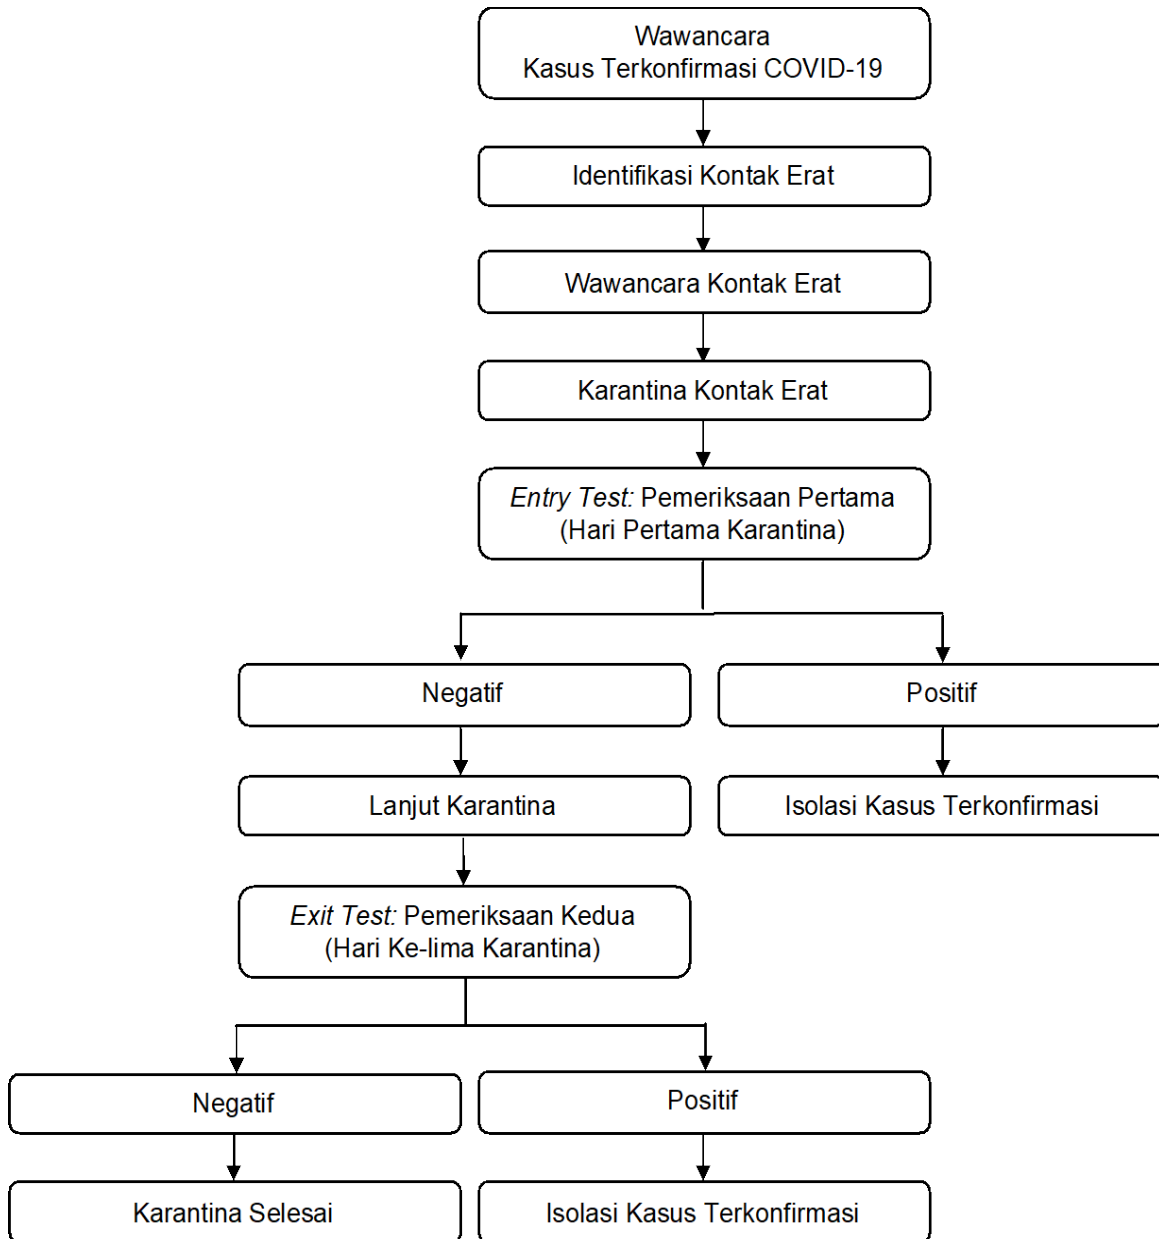 Wawancara
Kasus Terkonfirmasi COVID-19
Identifikasi Kontak Erat
Wawancara Kontak Erat
Karantina Kontak Erat
Entry Test: Pemeriksaan Pertama
(Hari Pertama Karantina)
Negatif
Positif
Lanjut Karantina
Isolasi Kasus Terkonfirmasi
Exit Test: Pemeriksaan Kedua
(Hari Ke-lima Karantina)
Negatif
Positif
Karantina Selesai
Isolasi Kasus Terkonfirmasi